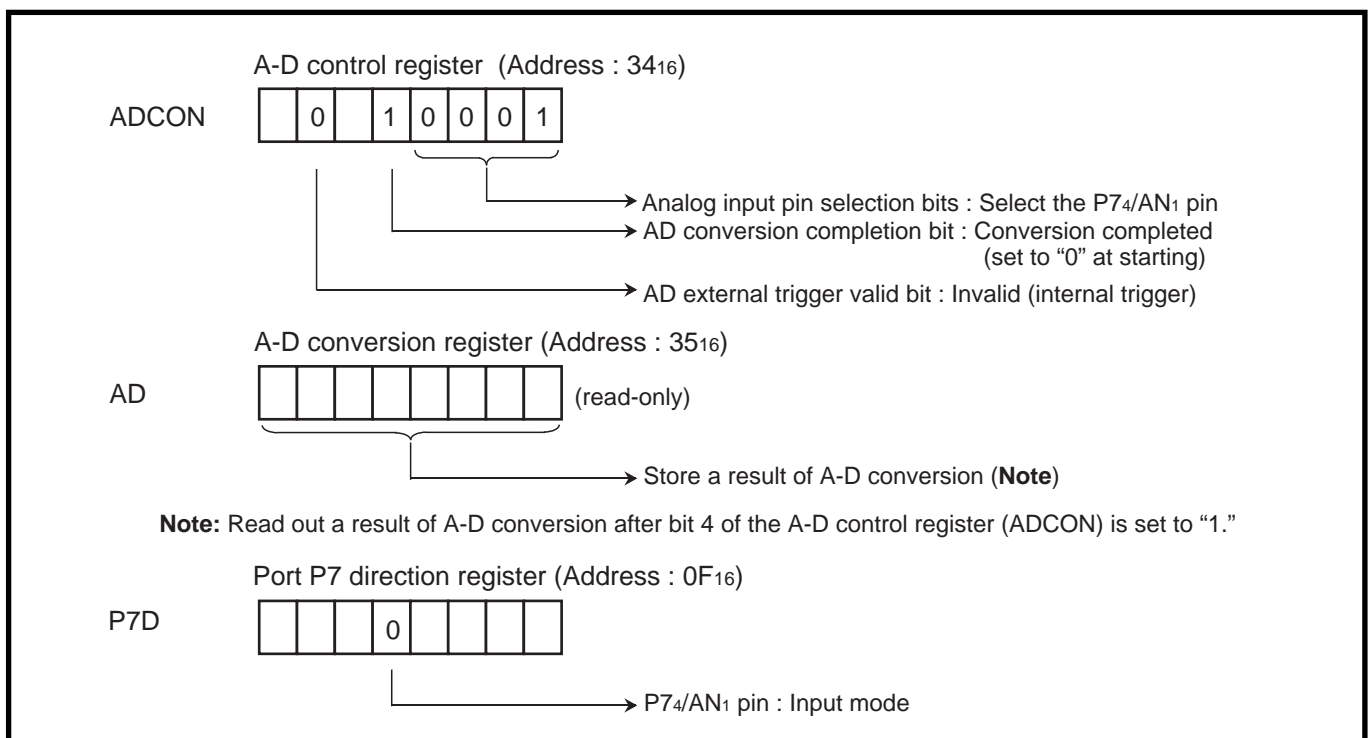 A-D control register (Address : 3416)
ADCON 0 1 0 0 0 1
Analog input pin selection bits : Select the P74/AN1 pin
AD conversion completion bit : Conversion completed
(set to “0” at starting)
AD external trigger valid bit : Invalid (internal trigger)
A-D conversion register (Address : 3516)
AD (read-only)
Store a result of A-D conversion (Note)
Note: Read out a result of A-D conversion after bit 4 of the A-D control register (ADCON) is set to “1.”
Port P7 direction register (Address : 0F16)
P7D 0
P74/AN1 pin : Input mode